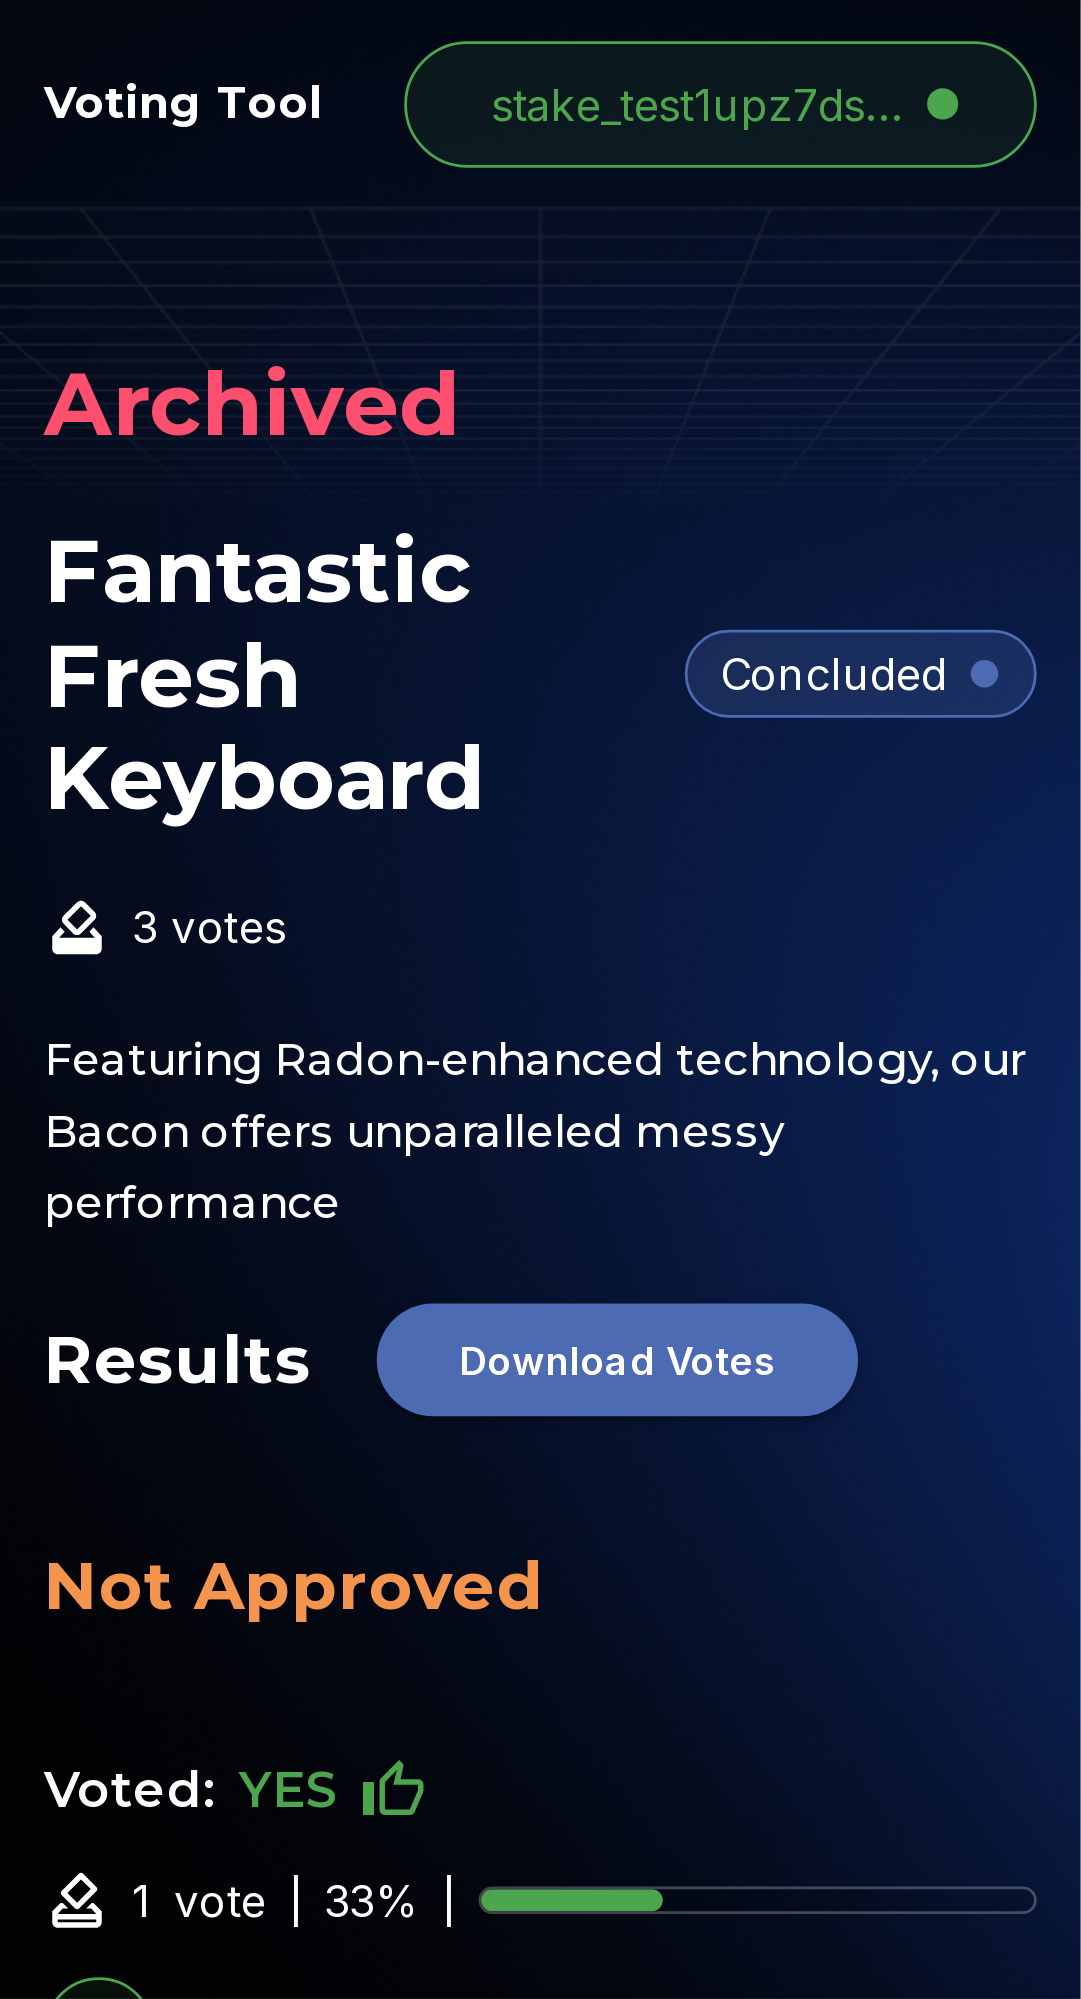 Voting Tool
stake_test1upz7ds...
Archived
Fantastic
Fresh
Keyboard
Concluded
3 votes
Featuring Radon-enhanced technology, our
Bacon offers unparalleled messy
performance
Results
Download Votes
Not Approved
Voted: YES
1 vote | 33% |